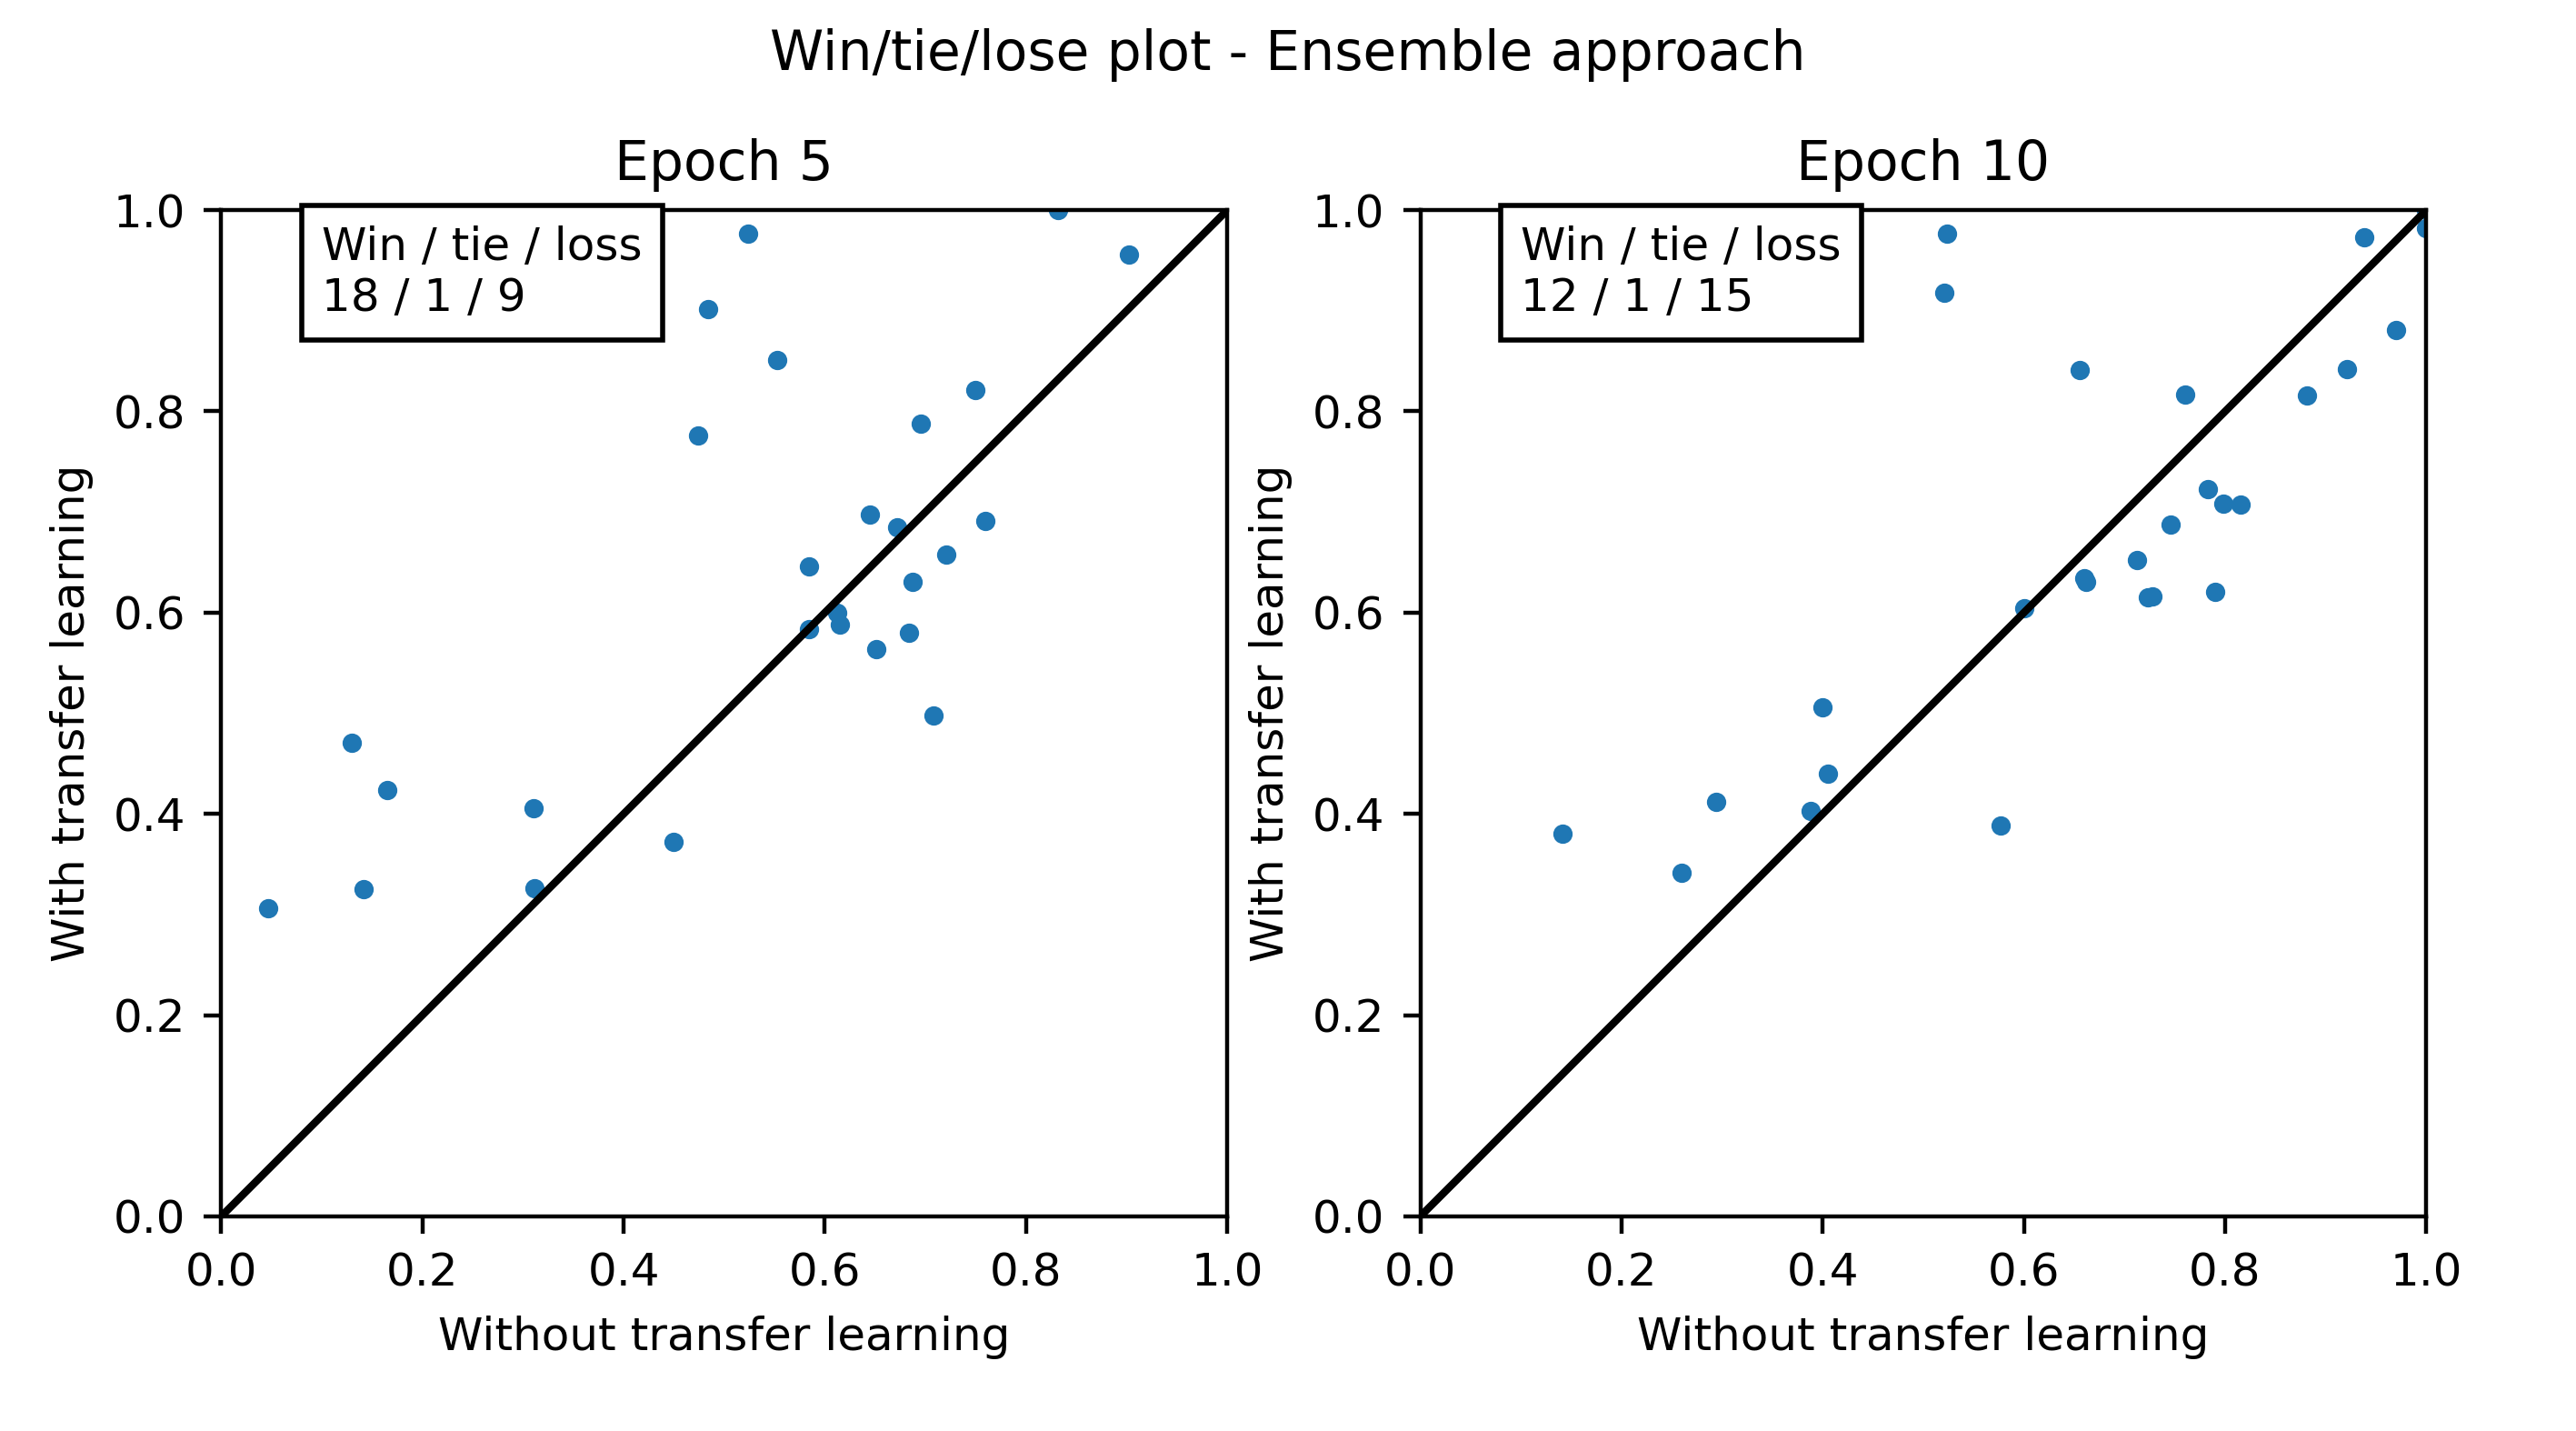 Win/tie/lose plot - Ensemble approach
Epoch 5
Win / tie / loss
18 / 1 / 9
1.0
0.8
0.6
0.4
0.2
0.0
With transfer learning
0.0 0.2 0.4 0.6 0.8 1.0
Without transfer learning
Epoch 10
Win / tie / loss
12 / 1 / 15
1.0
0.8
0.6
0.4
0.2
0.0
With transfer learning
0.0 0.2 0.4 0.6 0.8 1.0
Without transfer learning